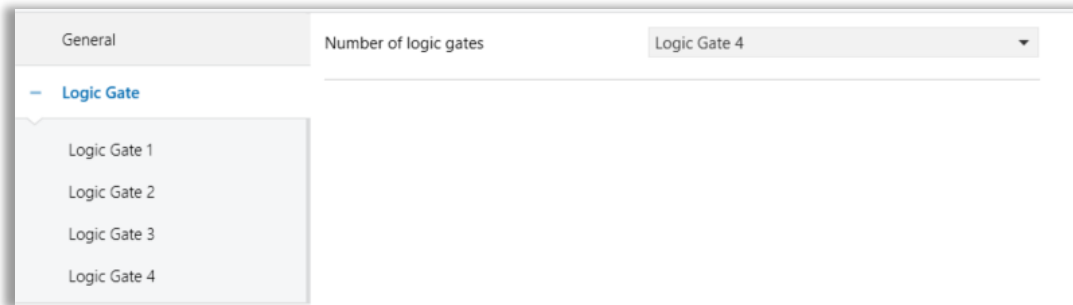 General
Number of logic gates
Logic Gate 4
Logic Gate
Logic Gate 1
Logic Gate 2
Logic Gate 3
Logic Gate 4